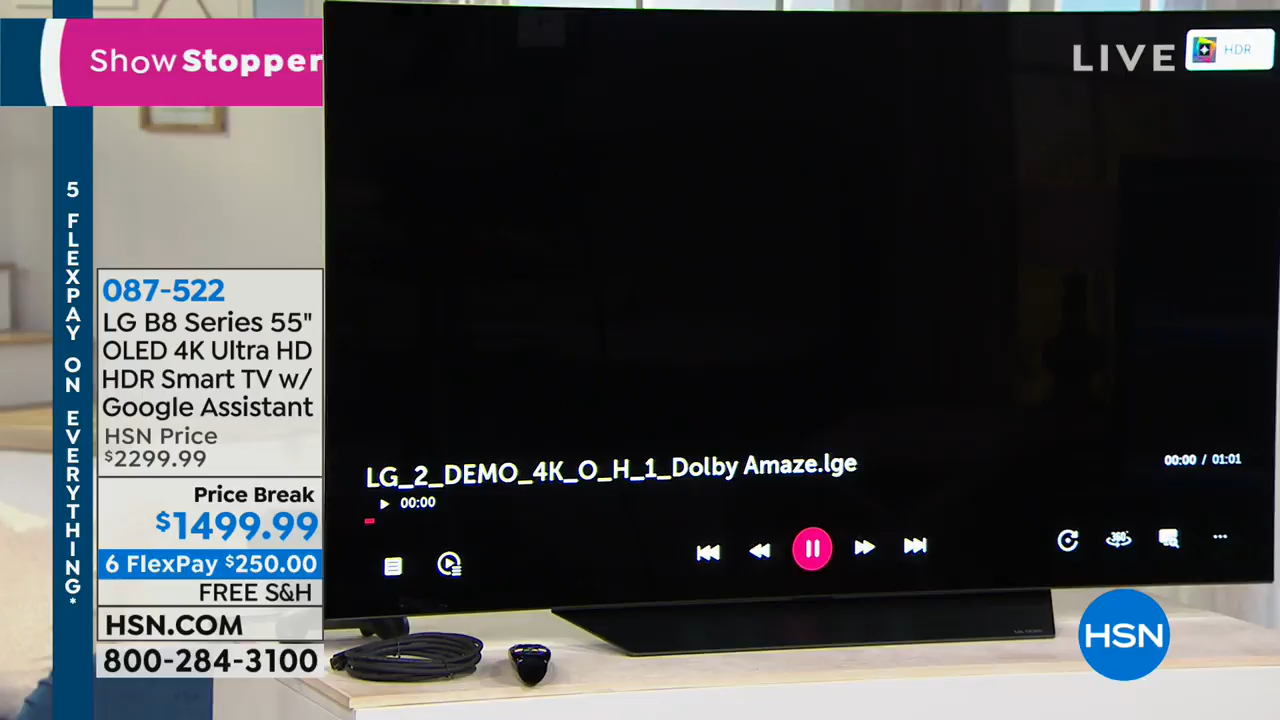 Show Stopper
LIVE
HDR
5 FLEXPAY ON EVERYTHING*
087-522
LG B8 Series 55"
OLED 4K Ultra HD
HDR Smart TV w/
Google Assistant
HSN Price
$2299.99
Price Break
$1499.99
6 FlexPay $250.00
FREE S&H
HSN.COM
800-284-3100
LG_2_DEMO_4K_O_H_1_Dolby Amaze.lge
00:00
00:00 / 01:01
360°
HSN